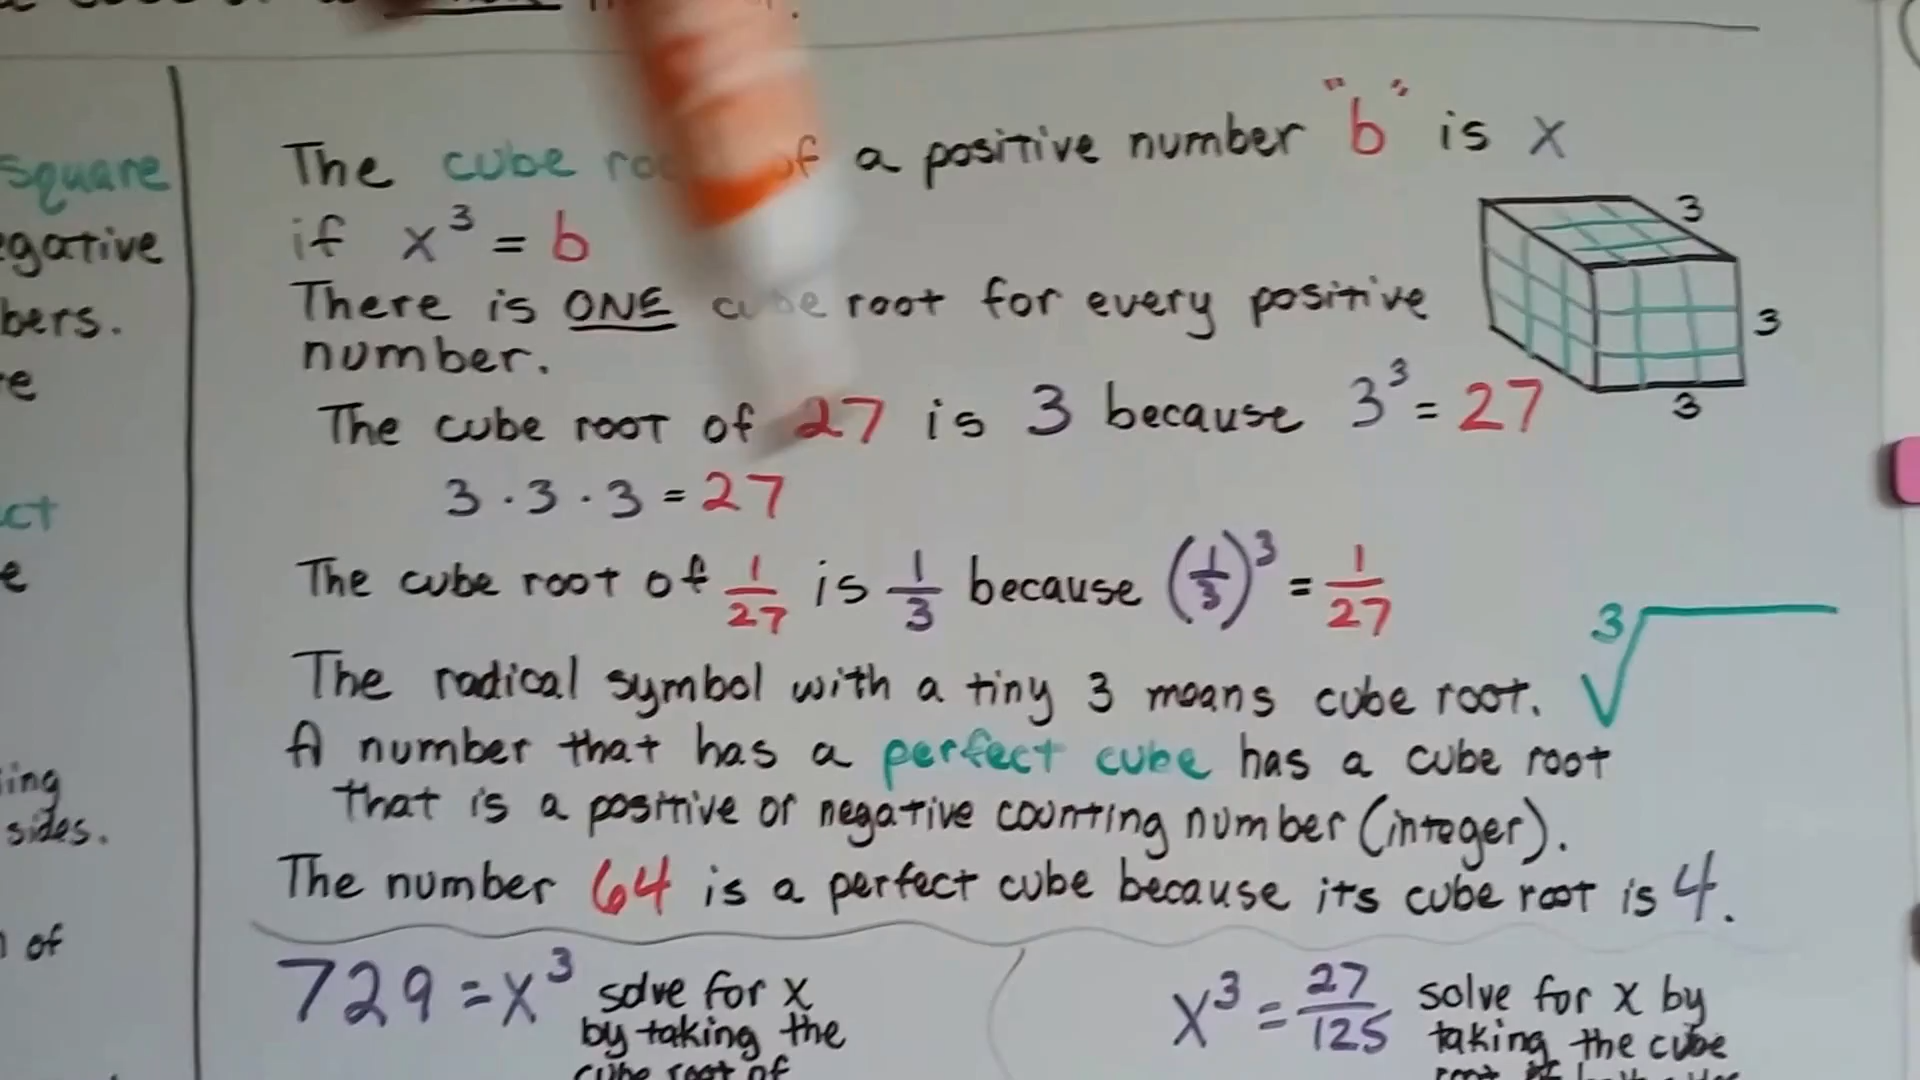 square
egative
bers.
ct
ing
sides.
of
The cube of a positive number "b" is x
if x³ = b
There is ONE cube root for every positive
number.
The cube root of 27 is 3 because 3³ = 27
3 · 3 · 3 = 27
The cube root of 1/27 is 1/3 because (1/3)³ = 1/27
The radical symbol with a tiny 3 means cube root. ³√
A number that has a perfect cube has a cube root
that is a positive or negative counting number (integer).
The number 64 is a perfect cube because its cube root is 4.
3
3
3
729 = x³ solve for x
by taking the
cube root of
x³ = 27/125 solve for x by
taking the cube